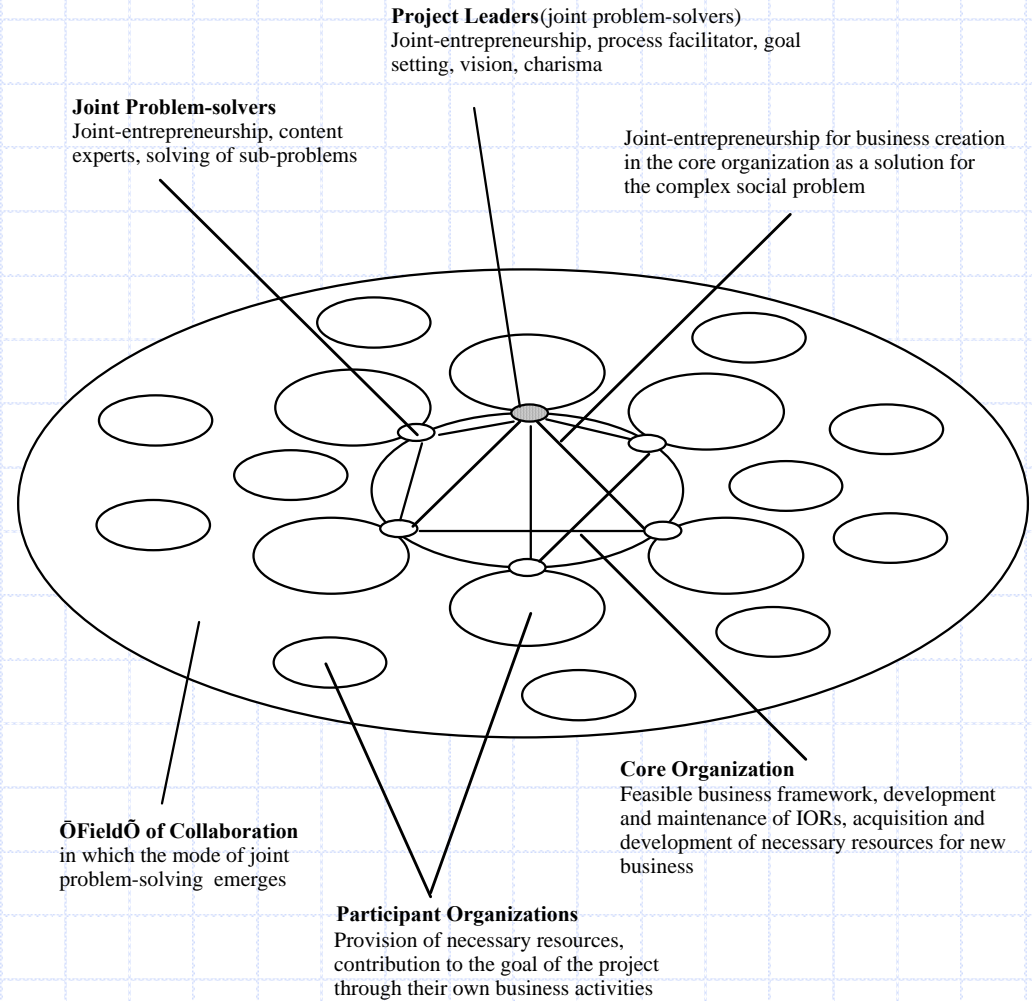 Project Leaders(joint problem-solvers)
Joint-entrepreneurship, process facilitator, goal
setting, vision, charisma
Joint Problem-solvers
Joint-entrepreneurship, content
experts, solving of sub-problems
Joint-entrepreneurship for business creation
in the core organization as a solution for
the complex social problem
Core Organization
Feasible business framework, development
and maintenance of IORs, acquisition and
development of necessary resources for new
business
ŌFieldÕ of Collaboration
in which the mode of joint
problem-solving emerges
Participant Organizations
Provision of necessary resources,
contribution to the goal of the project
through their own business activities